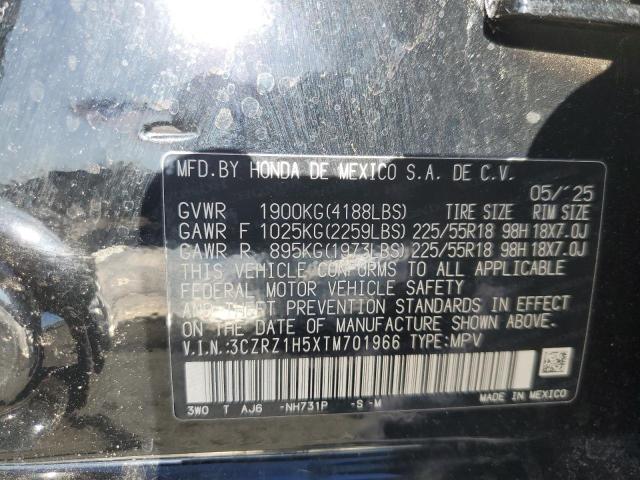 MFD.BY HONDA DE MEXICO S.A. DE C.V.
05/'25
GVWR 1900KG(4188LBS) TIRE SIZE RIM SIZE
GAWR F 1025KG(2259LBS) 225/55R18 98H 18X7.0J
GAWR R 895KG(1973LBS) 225/55R18 98H 18X7.0J
THIS VEHICLE CONFORMS TO ALL APPLICABLE
FEDERAL MOTOR VEHICLE SAFETY
AND THEFT PREVENTION STANDARDS IN EFFECT
ON THE DATE OF MANUFACTURE SHOWN ABOVE.
V.I.N.:3CZRZ1H5XTM701966 TYPE:MPV
3W0 T AJ6 -NH731P -S-M MADE IN MEXICO